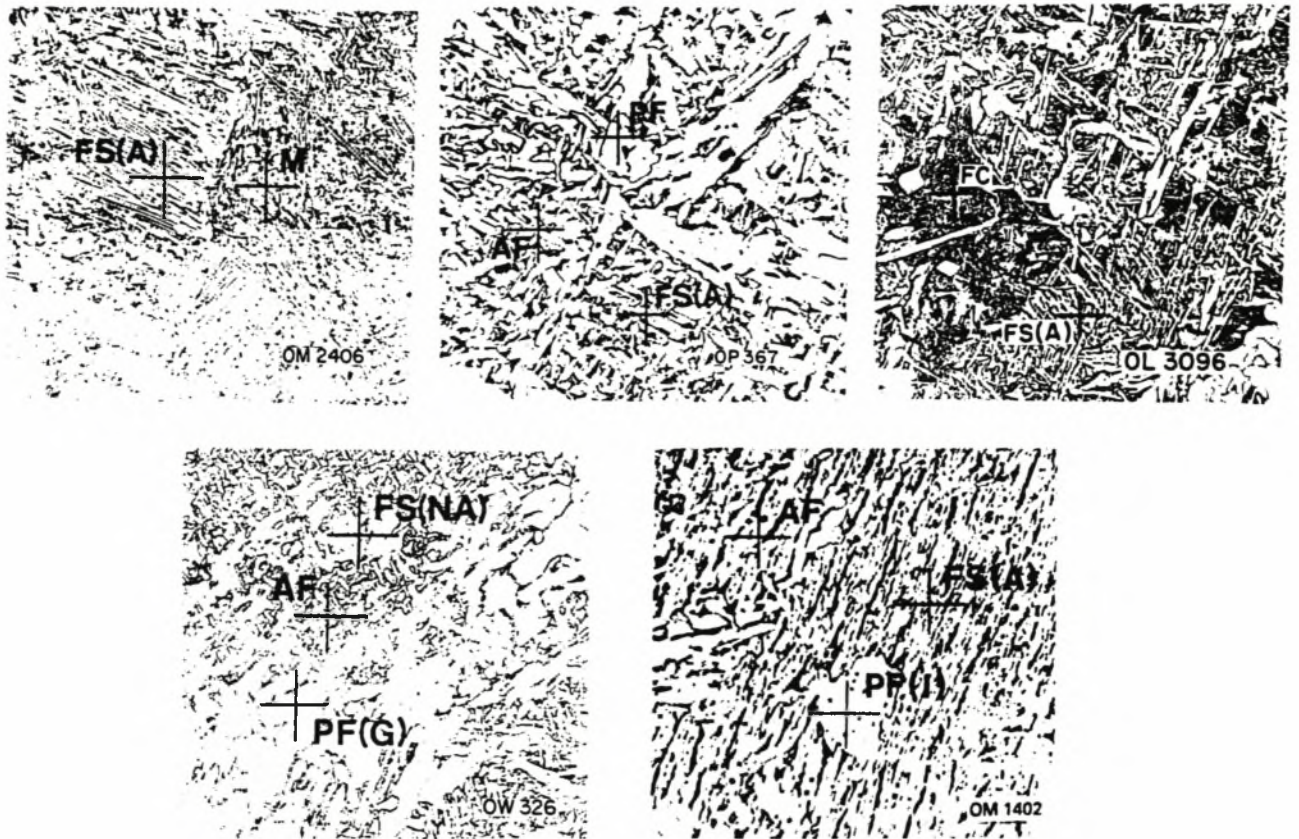 FS(A)
M
OM 2406
PF
AF
FS(A)
OP 367
FC
FS(A)
OL 3096
FS(NA)
AF
PF(G)
OW 326
AF
FS(A)
PF(I)
OM 1402